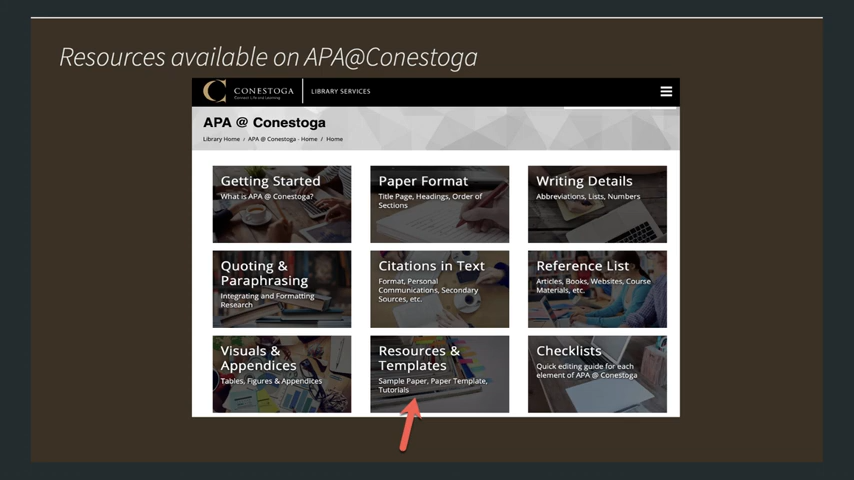 Resources available on APA@Conestoga
CONESTOGA
Connect Life and Learning
LIBRARY SERVICES
APA @ Conestoga
Library Home / APA @ Conestoga - Home / Home
Getting Started
What is APA @ Conestoga?
Paper Format
Title Page, Headings, Order of
Sections
Writing Details
Abbreviations, Lists, Numbers
Quoting &
Paraphrasing
Integrating and Formatting
Research
Citations in Text
Format, Personal
Communications, Secondary
Sources, etc.
Reference List
Articles, Books, Websites, Course
Materials, etc.
Visuals &
Appendices
Tables, Figures & Appendices
Resources &
Templates
Sample Paper, Paper Template,
Tutorials
Checklists
Quick editing guide for each
element of APA @ Conestoga